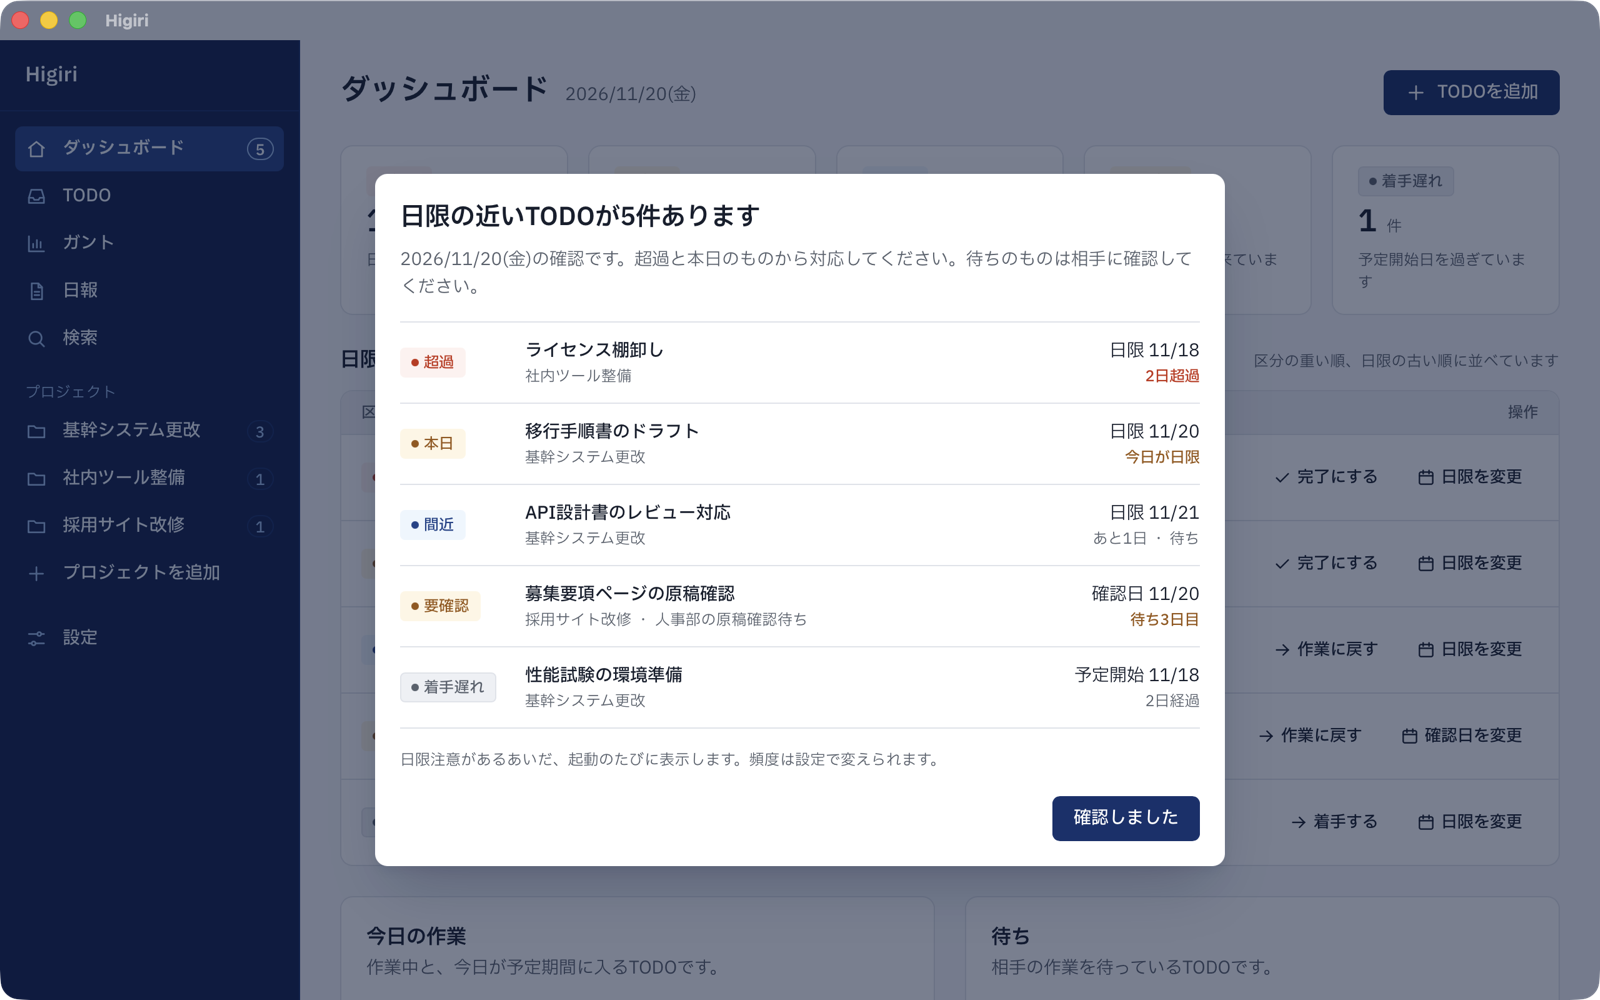 Higiri
Higiri
ダッシュボード 5
TODO
ガント
日報
検索
プロジェクト
基幹システム更改 3
社内ツール整備 1
採用サイト改修 1
プロジェクトを追加
設定
ダッシュボード 2026/11/20(金)
TODOを追加
着手遅れ
1 件
予定開始日を過ぎていま
す
来ていま
日限
区分の重い順、日限の古い順に並べています
操作
完了にする 日限を変更
完了にする 日限を変更
作業に戻す 日限を変更
作業に戻す 確認日を変更
着手する 日限を変更
日限の近いTODOが5件あります
2026/11/20(金)の確認です。超過と本日のものから対応してください。待ちのものは相手に確認して
ください。
超過 ライセンス棚卸し 日限 11/18
社内ツール整備 2日超過
本日 移行手順書のドラフト 日限 11/20
基幹システム更改 今日が日限
間近 API設計書のレビュー対応 日限 11/21
基幹システム更改 あと1日 ・ 待ち
要確認 募集要項ページの原稿確認 確認日 11/20
採用サイト改修 ・ 人事部の原稿確認待ち 待ち3日目
着手遅れ 性能試験の環境準備 予定開始 11/18
基幹システム更改 2日経過
日限注意があるあいだ、起動のたびに表示します。頻度は設定で変えられます。
確認しました
今日の作業
作業中と、今日が予定期間に入るTODOです。
待ち
相手の作業を待っているTODOです。